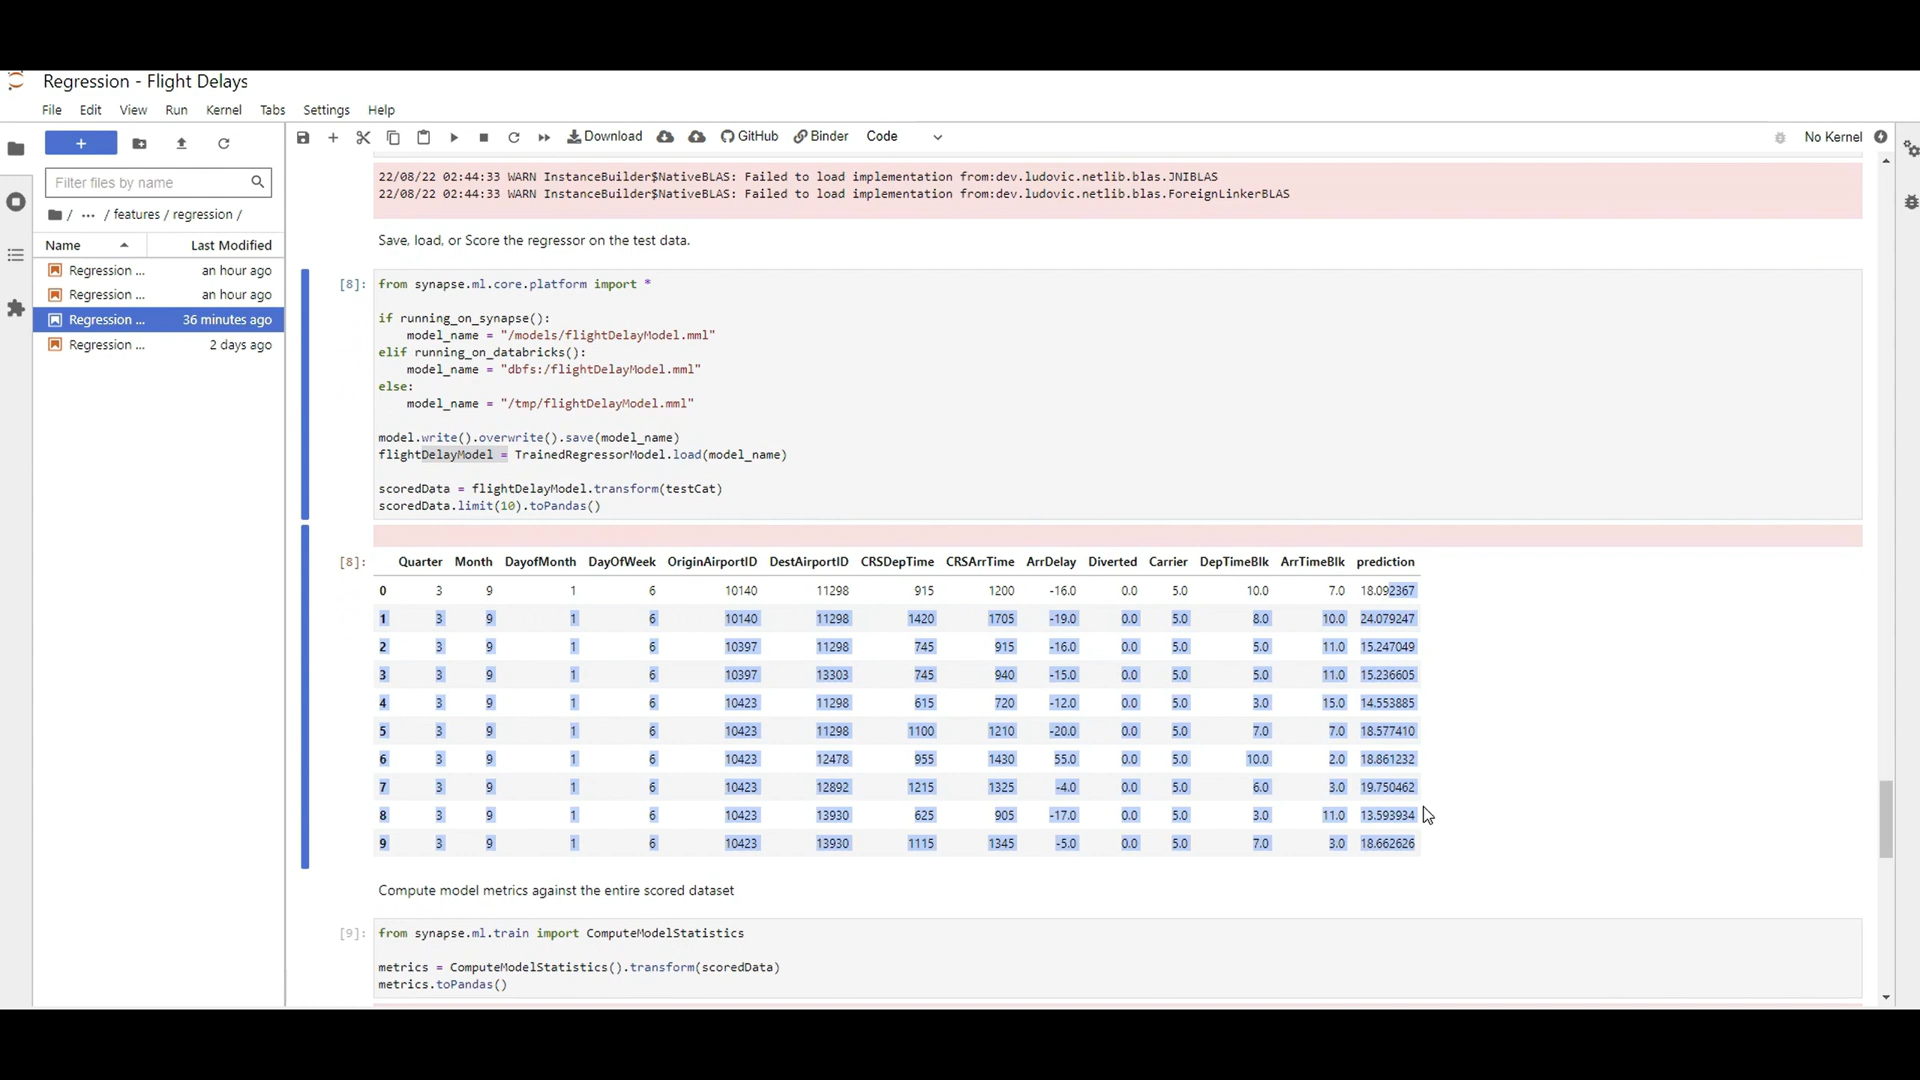 Regression - Flight Delays
File Edit View Run Kernel Tabs Settings Help
+ Download GitHub Binder Code No Kernel
Filter files by name
/ ... / features / regression /
Name Last Modified
Regression ... an hour ago
Regression ... an hour ago
Regression ... 36 minutes ago
Regression ... 2 days ago
22/08/22 02:44:33 WARN InstanceBuilder$NativeBLAS: Failed to load implementation from:dev.ludovic.netlib.blas.JNIBLAS
22/08/22 02:44:33 WARN InstanceBuilder$NativeBLAS: Failed to load implementation from:dev.ludovic.netlib.blas.ForeignLinkerBLAS
Save, load, or Score the regressor on the test data.
[8]: from synapse.ml.core.platform import *
if running_on_synapse():
model_name = "/models/flightDelayModel.mml"
elif running_on_databricks():
model_name = "dbfs:/flightDelayModel.mml"
else:
model_name = "/tmp/flightDelayModel.mml"
model.write().overwrite().save(model_name)
flightDelayModel = TrainedRegressorModel.load(model_name)
scoredData = flightDelayModel.transform(testCat)
scoredData.limit(10).toPandas()
[8]: Quarter Month DayofMonth DayOfWeek OriginAirportID DestAirportID CRSDepTime CRSArrTime ArrDelay Diverted Carrier DepTimeBlk ArrTimeBlk prediction
0 3 9 1 6 10140 11298 915 1200 -16.0 0.0 5.0 10.0 7.0 18.092367
1 3 9 1 6 10140 11298 1420 1705 -19.0 0.0 5.0 8.0 10.0 24.079247
2 3 9 1 6 10397 11298 745 915 -16.0 0.0 5.0 5.0 11.0 15.247049
3 3 9 1 6 10397 13303 745 940 -15.0 0.0 5.0 5.0 11.0 15.236605
4 3 9 1 6 10423 11298 615 720 -12.0 0.0 5.0 3.0 15.0 14.553885
5 3 9 1 6 10423 11298 1100 1210 -20.0 0.0 5.0 7.0 7.0 18.577410
6 3 9 1 6 10423 12478 955 1430 55.0 0.0 5.0 10.0 2.0 18.861232
7 3 9 1 6 10423 12892 1215 1325 -4.0 0.0 5.0 6.0 3.0 19.750462
8 3 9 1 6 10423 13930 625 905 -17.0 0.0 5.0 3.0 11.0 13.593934
9 3 9 1 6 10423 13930 1115 1345 -5.0 0.0 5.0 7.0 3.0 18.662626
Compute model metrics against the entire scored dataset
[9]: from synapse.ml.train import ComputeModelStatistics
metrics = ComputeModelStatistics().transform(scoredData)
metrics.toPandas()